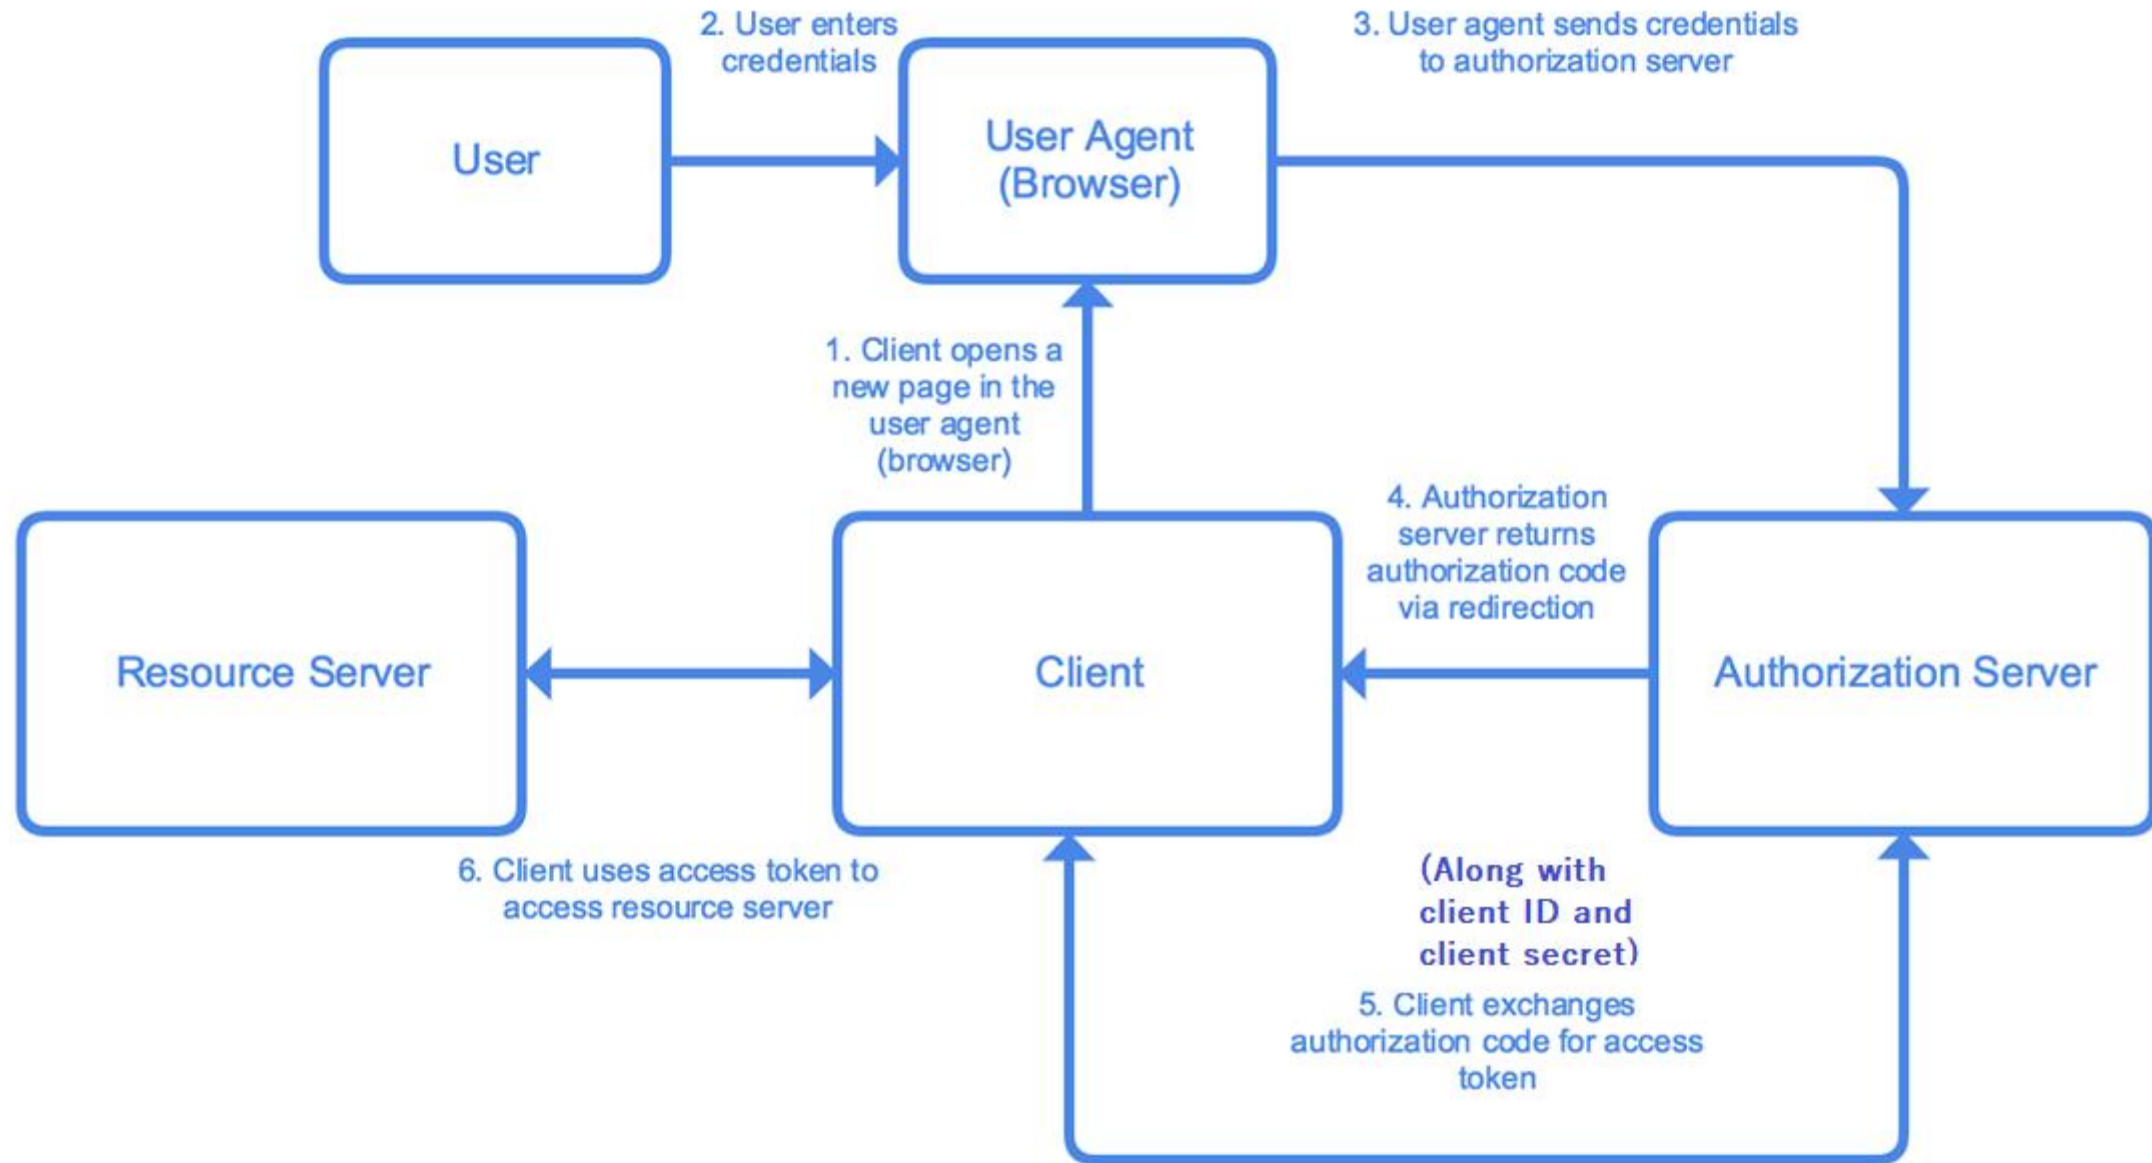 2. User enters
credentials
3. User agent sends credentials
to authorization server
User
User Agent
(Browser)
1. Client opens a
new page in the
user agent
(browser)
4. Authorization
server returns
authorization code
via redirection
Resource Server
Client
Authorization Server
6. Client uses access token to
access resource server
(Along with
client ID and
client secret)
5. Client exchanges
authorization code for access
token